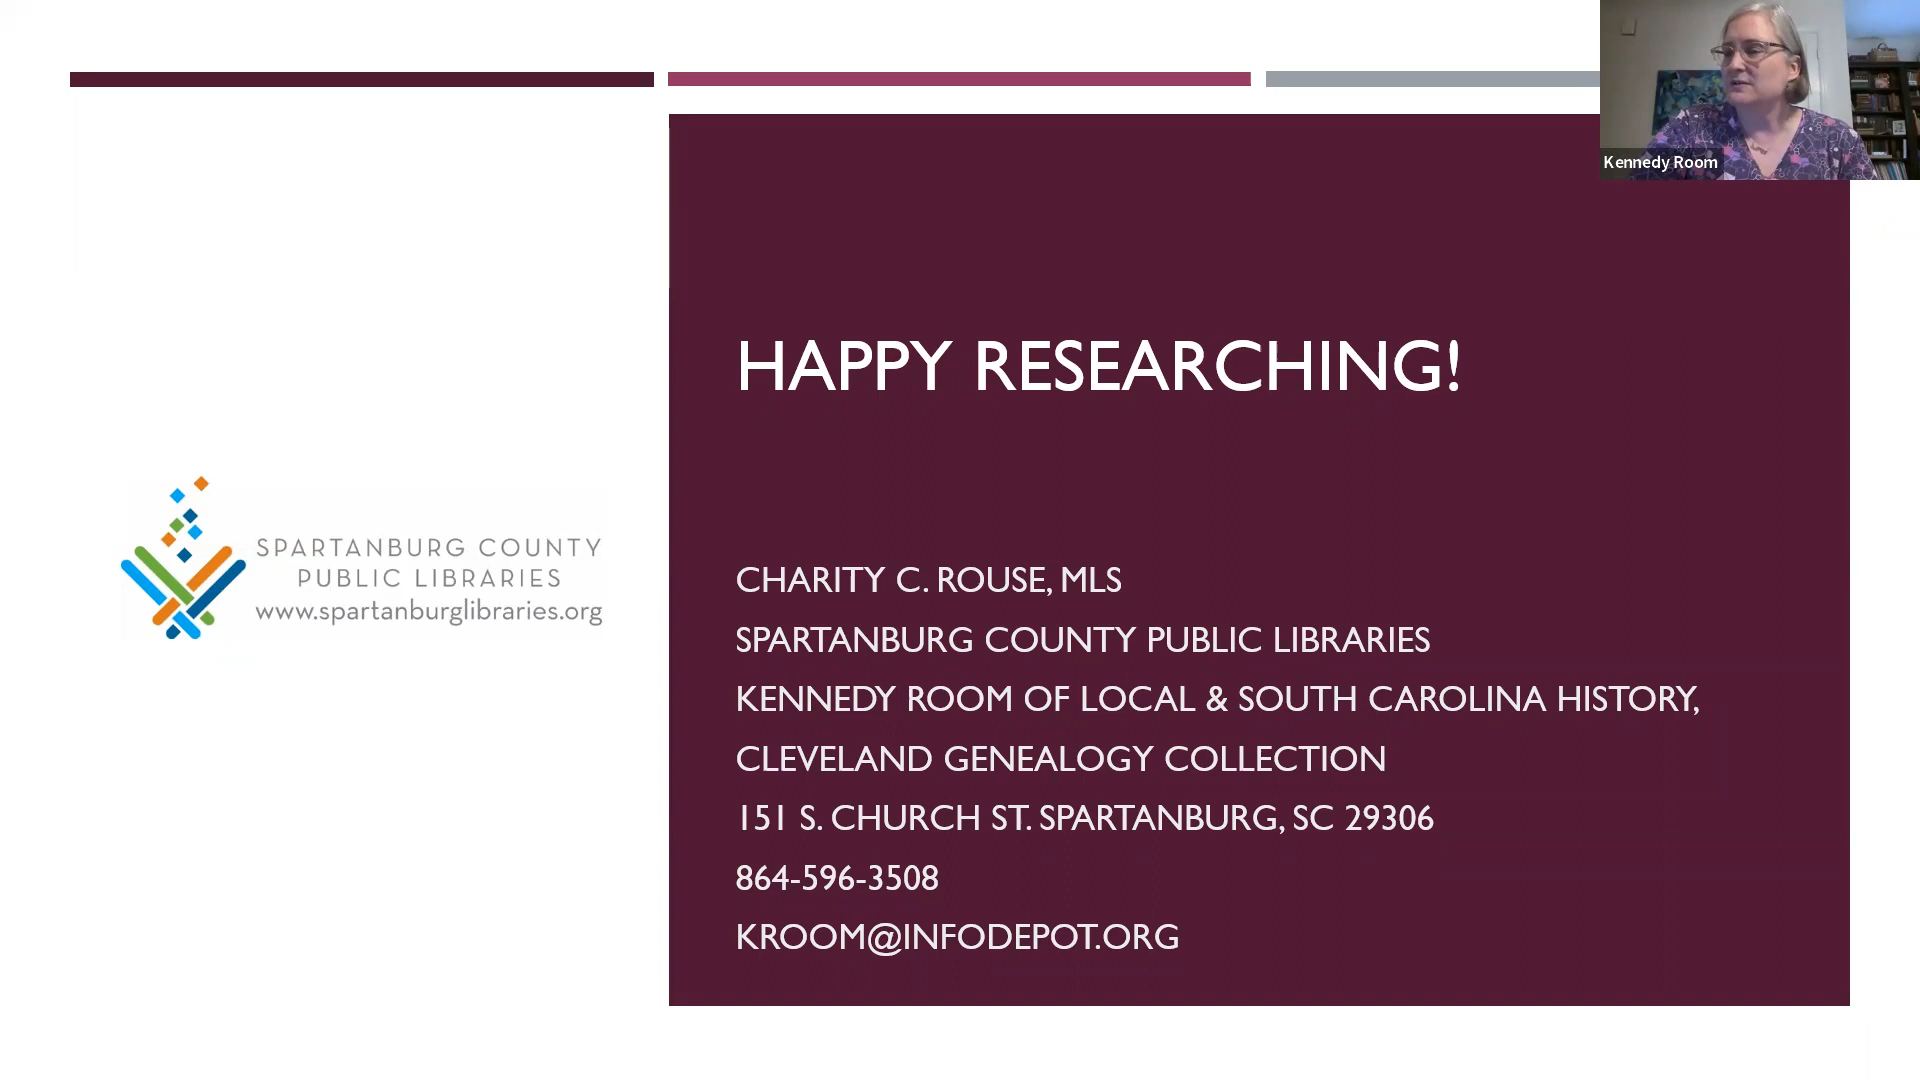 Kennedy Room
HAPPY RESEARCHING!
SPARTANBURG COUNTY
PUBLIC LIBRARIES
www.spartanburglibraries.org
CHARITY C. ROUSE, MLS
SPARTANBURG COUNTY PUBLIC LIBRARIES
KENNEDY ROOM OF LOCAL & SOUTH CAROLINA HISTORY,
CLEVELAND GENEALOGY COLLECTION
151 S. CHURCH ST. SPARTANBURG, SC 29306
864-596-3508
KROOM@INFODEPOT.ORG